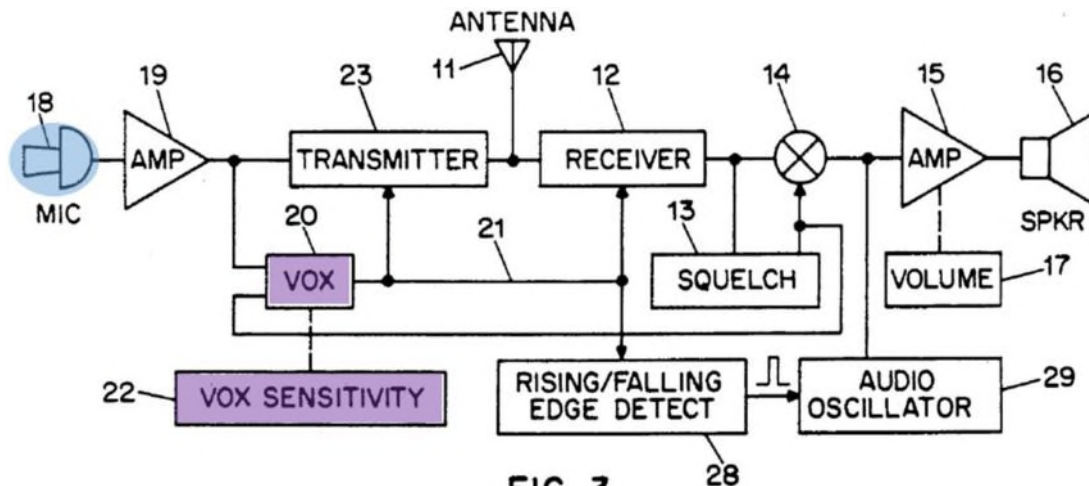 ANTENNA
11
23
12
14
15
16
18
19
AMP
TRANSMITTER
RECEIVER
AMP
MIC
SPKR
20
21
13
VOX
SQUELCH
VOLUME
17
22
VOX SENSITIVITY
RISING/FALLING
EDGE DETECT
AUDIO
OSCILLATOR
29
28